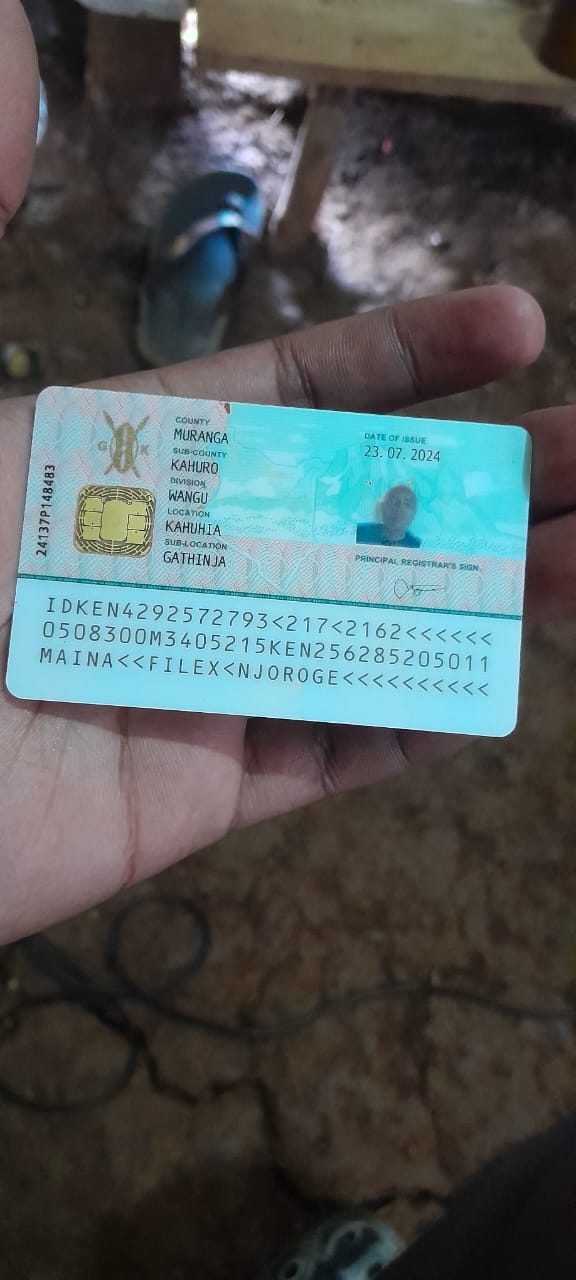 COUNTY
MURANGA
SUB-COUNTY
KAHURO
DIVISION
WANGU
LOCATION
KAHUHIA
SUB-LOCATION
GATHINJA
G K
24137P148483
DATE OF ISSUE
23. 07. 2024
PRINCIPAL REGISTRAR'S SIGN.
IDKEN4292572793<217<2162<<<<<<
0508300M3405215KEN256285205011
MAINA<<FILEX<NJOROGE<<<<<<<<<<